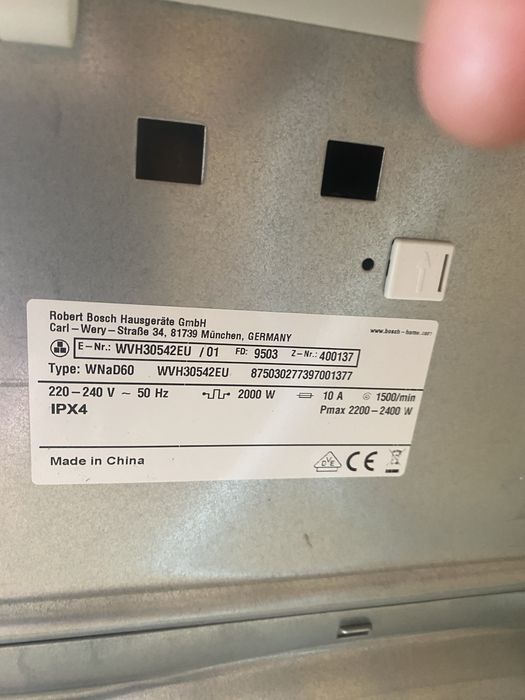 Robert Bosch Hausgeräte GmbH
Carl-Wery-Straße 34, 81739 München, GERMANY
www.bosch-home.com
E-Nr.: WVH30542EU /01 FD: 9503 Z-Nr.: 400137
Type: WNaD60 WVH30542EU 875030277397001377
220-240 V ~ 50 Hz 2000 W 10 A 1500/min
IPX4 Pmax 2200-2400 W
Made in China
DVE CE